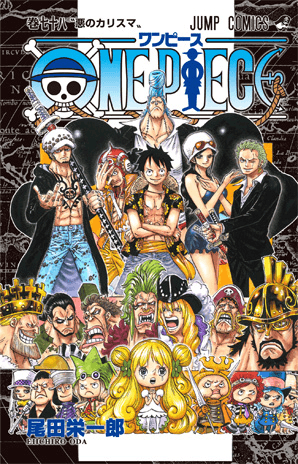 巻七十八 “悪のカリスマ„
JUMP COMICS
ワンピース
ONE PIECE
尾田栄一郎
EIICHIRO ODA